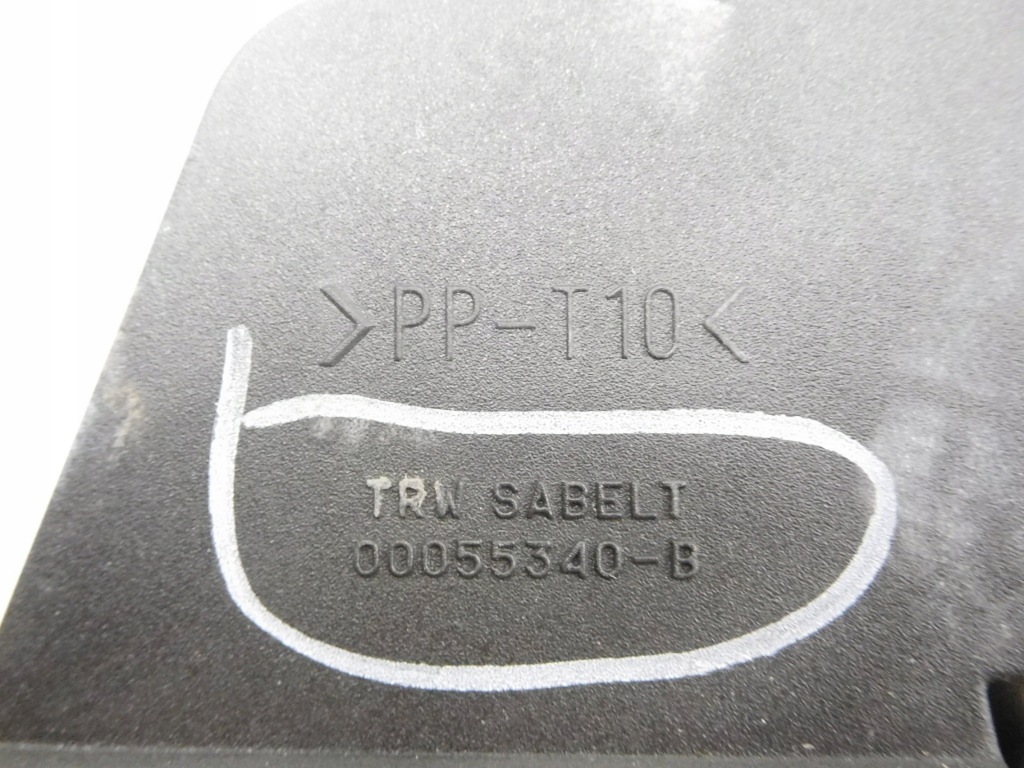 >PP-T10<
TRW SABELT
00055340-B